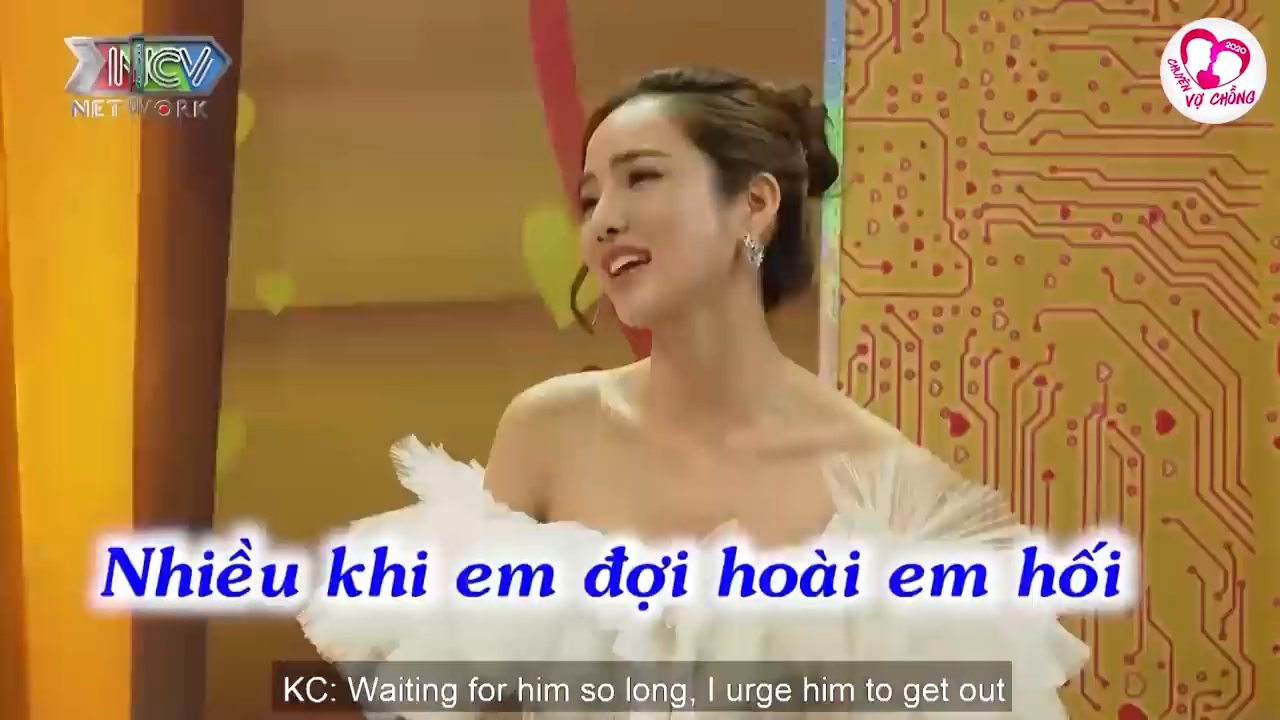 MCV
NETWORK
2020
CHUYỆN
VỢ CHỒNG
Nhiều khi em đợi hoài em hối
KC: Waiting for him so long, I urge him to get out